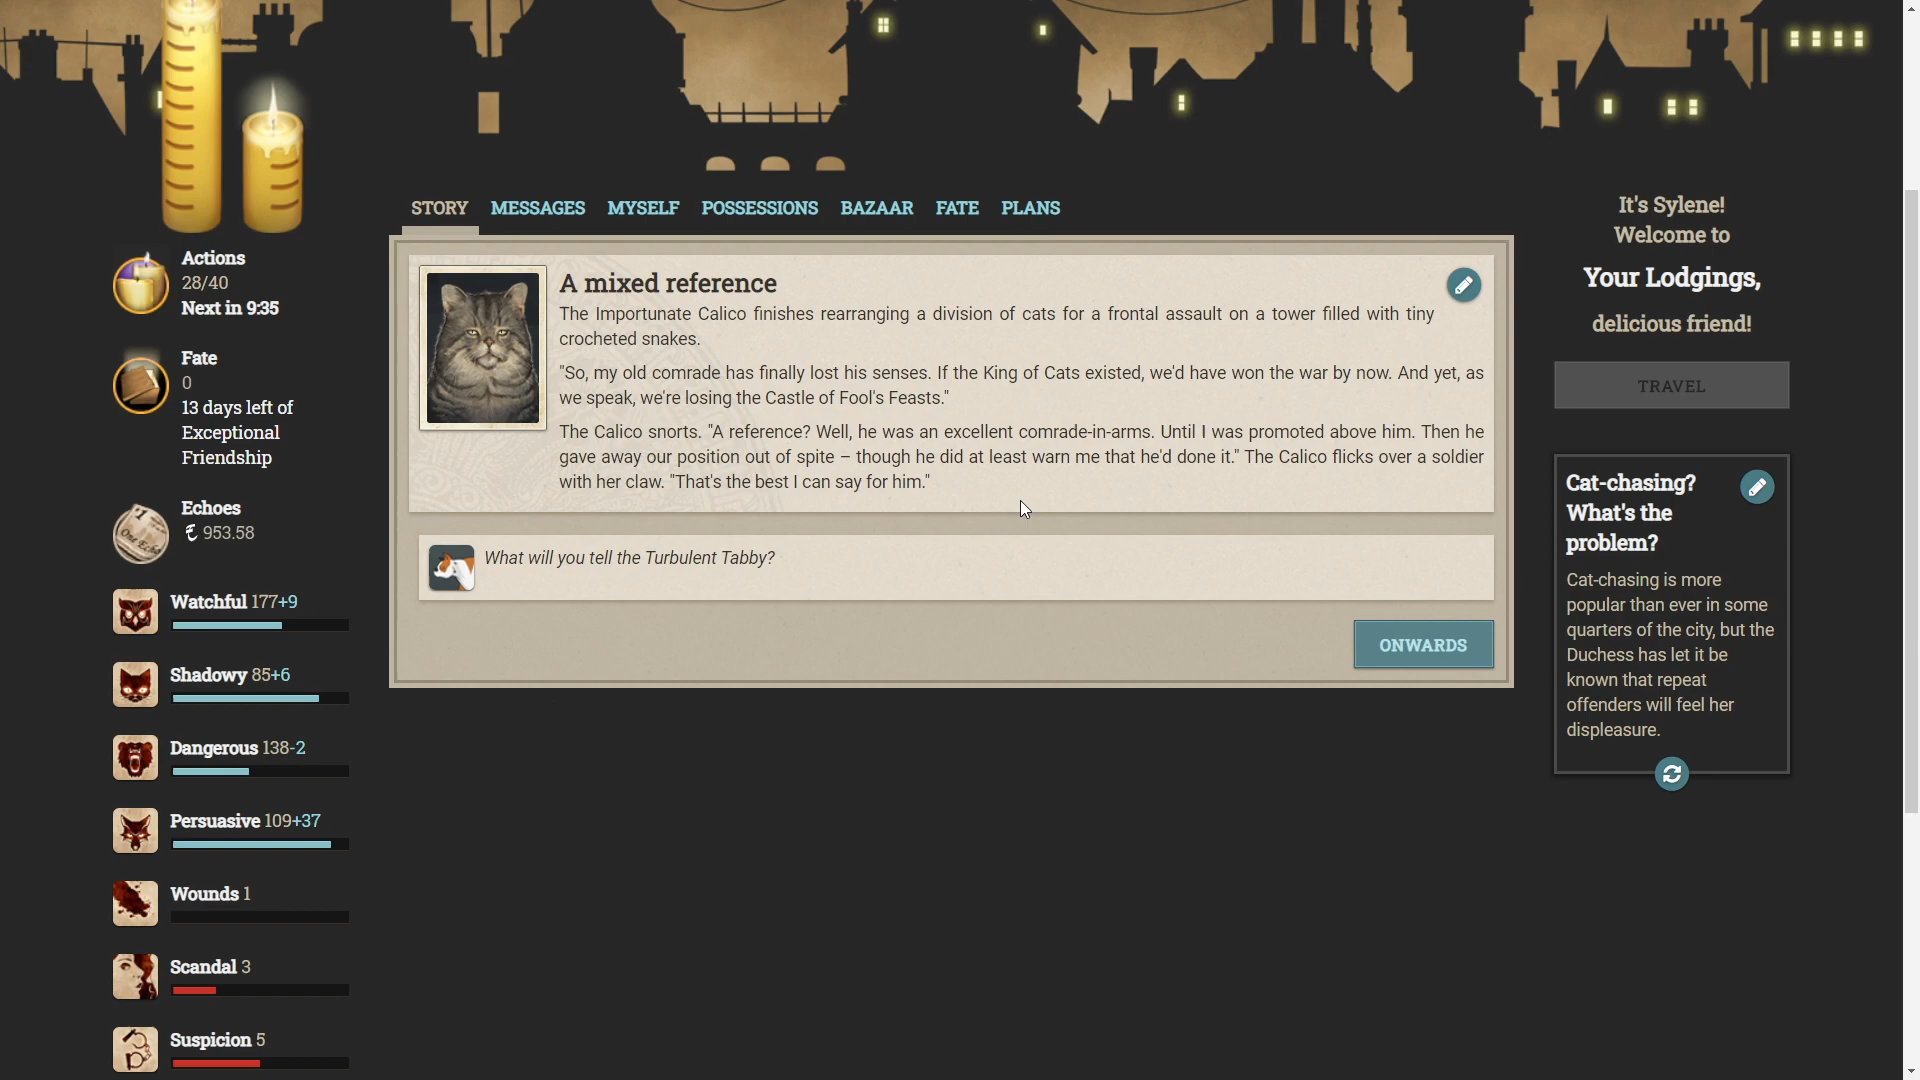 STORY MESSAGES MYSELF POSSESSIONS BAZAAR FATE PLANS
Actions
28/40
Next in 9:35
Fate
0
13 days left of
Exceptional
Friendship
Echoes
953.58
Watchful 177+9
Shadowy 85+6
Dangerous 138-2
Persuasive 109+37
Wounds 1
Scandal 3
Suspicion 5
A mixed reference
The Importunate Calico finishes rearranging a division of cats for a frontal assault on a tower filled with tiny
crocheted snakes.
"So, my old comrade has finally lost his senses. If the King of Cats existed, we'd have won the war by now. And yet, as
we speak, we're losing the Castle of Fool's Feasts."
The Calico snorts. "A reference? Well, he was an excellent comrade-in-arms. Until I was promoted above him. Then he
gave away our position out of spite – though he did at least warn me that he'd done it." The Calico flicks over a soldier
with her claw. "That's the best I can say for him."
What will you tell the Turbulent Tabby?
ONWARDS
It's Sylene!
Welcome to
Your Lodgings,
delicious friend!
TRAVEL
Cat-chasing?
What's the
problem?
Cat-chasing is more
popular than ever in some
quarters of the city, but the
Duchess has let it be
known that repeat
offenders will feel her
displeasure.